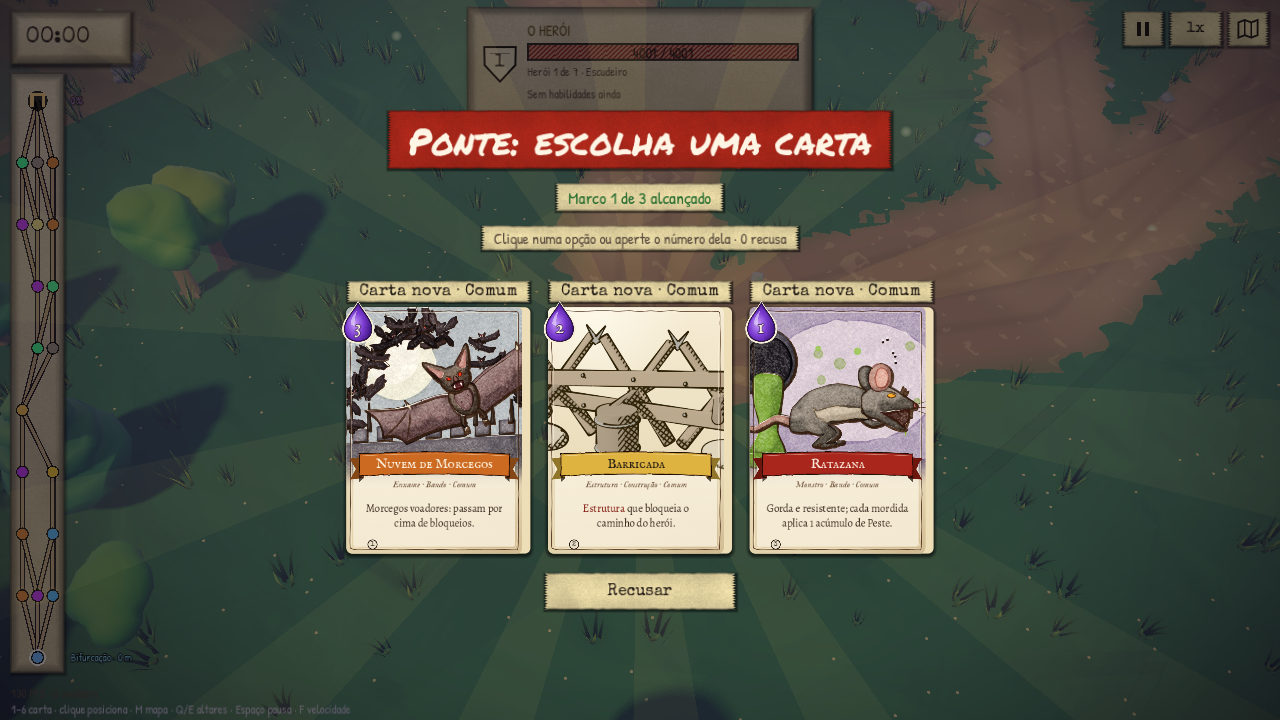 00:00
O HERÓI
4001 / 4001
I
Herói 1 de 7 · Escudeiro
Sem habilidades ainda
1x
PONTE: ESCOLHA UMA CARTA
Marco 1 de 3 alcançado
Clique numa opção ou aperte o número dela · 0 recusa
Carta nova · Comum
Carta nova · Comum
Carta nova · Comum
3
2
1
Nuvem de Morcegos
Barricada
Ratazana
Enxame · Bando · Comum
Estrutura · Construção · Comum
Monstro · Bando · Comum
Morcegos voadores: passam por
cima de bloqueios.
Estrutura que bloqueia o
caminho do herói.
Gorda e resistente; cada mordida
aplica 1 acúmulo de Peste.
Recusar
Bifurcação · 0m
1-6 carta · clique posiciona · M mapa · Q/E altares · Espaço pausa · F velocidade